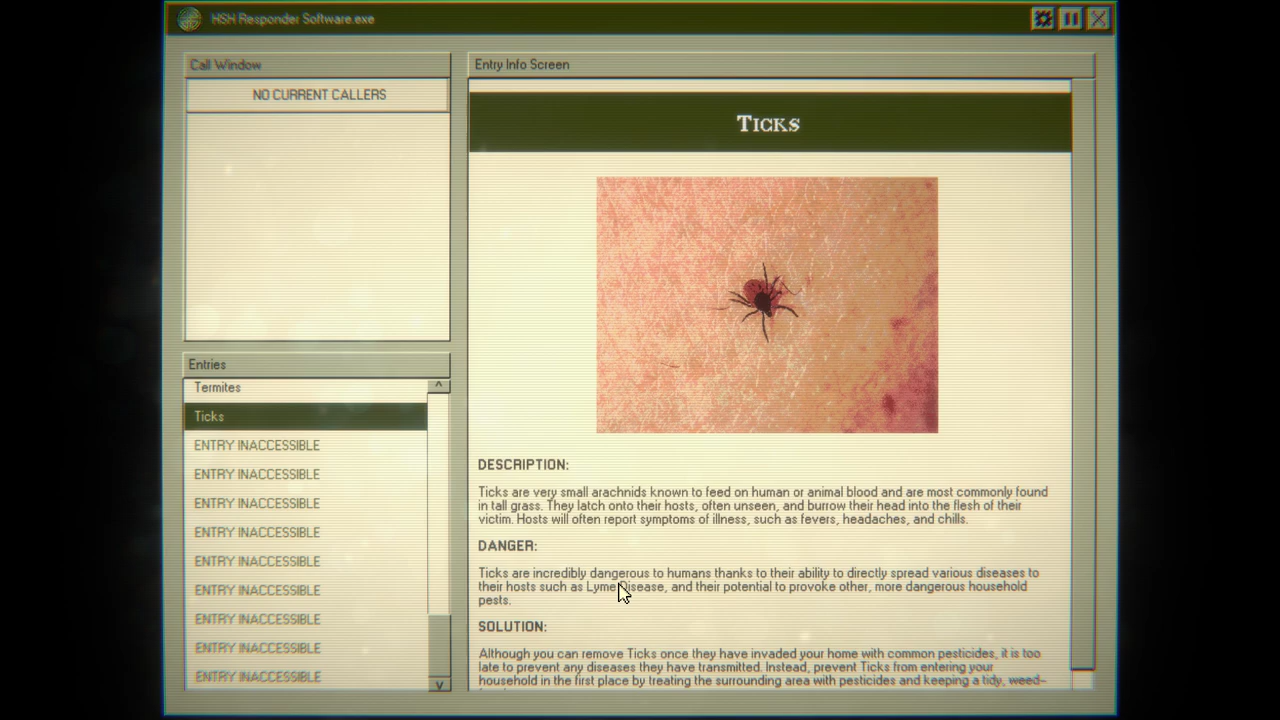 HSH Responder Software.exe
Call Window
NO CURRENT CALLERS
Entries
Termites
Ticks
ENTRY INACCESSIBLE
ENTRY INACCESSIBLE
ENTRY INACCESSIBLE
ENTRY INACCESSIBLE
ENTRY INACCESSIBLE
ENTRY INACCESSIBLE
ENTRY INACCESSIBLE
ENTRY INACCESSIBLE
ENTRY INACCESSIBLE
Entry Info Screen
Ticks
DESCRIPTION:
Ticks are very small arachnids known to feed on human or animal blood and are most commonly found
in tall grass. They latch onto their hosts, often unseen, and burrow their head into the flesh of their
victim. Hosts will often report symptoms of illness, such as fevers, headaches, and chills.
DANGER:
Ticks are incredibly dangerous to humans thanks to their ability to directly spread various diseases to
their hosts such as Lyme Disease, and their potential to provoke other, more dangerous household
pests.
SOLUTION:
Although you can remove Ticks once they have invaded your home with common pesticides, it is too
late to prevent any diseases they have transmitted. Instead, prevent Ticks from entering your
household in the first place by treating the surrounding area with pesticides and keeping a tidy, weed-